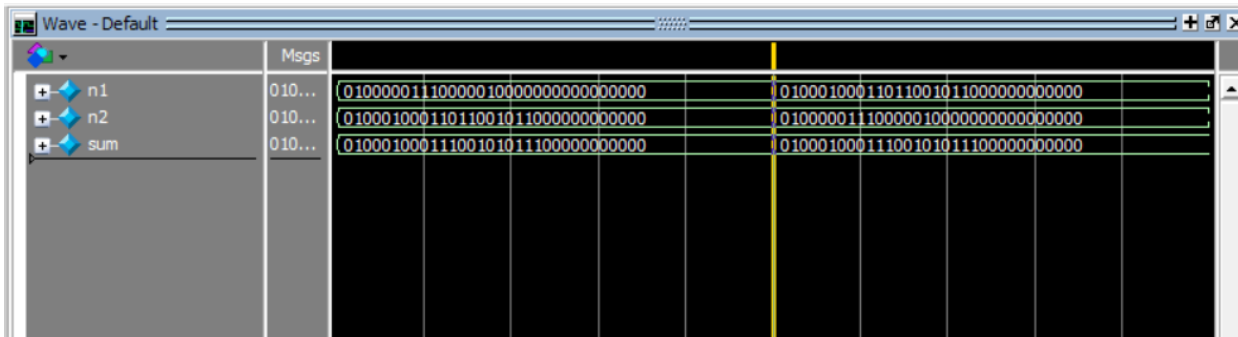 Wave - Default
Msgs
n1 010... 01000001110000010000000000000000 01000100011011001011000000000000
n2 010... 01000100011011001011000000000000 01000001110000010000000000000000
sum 010... 01000100011100101011100000000000 01000100011100101011100000000000